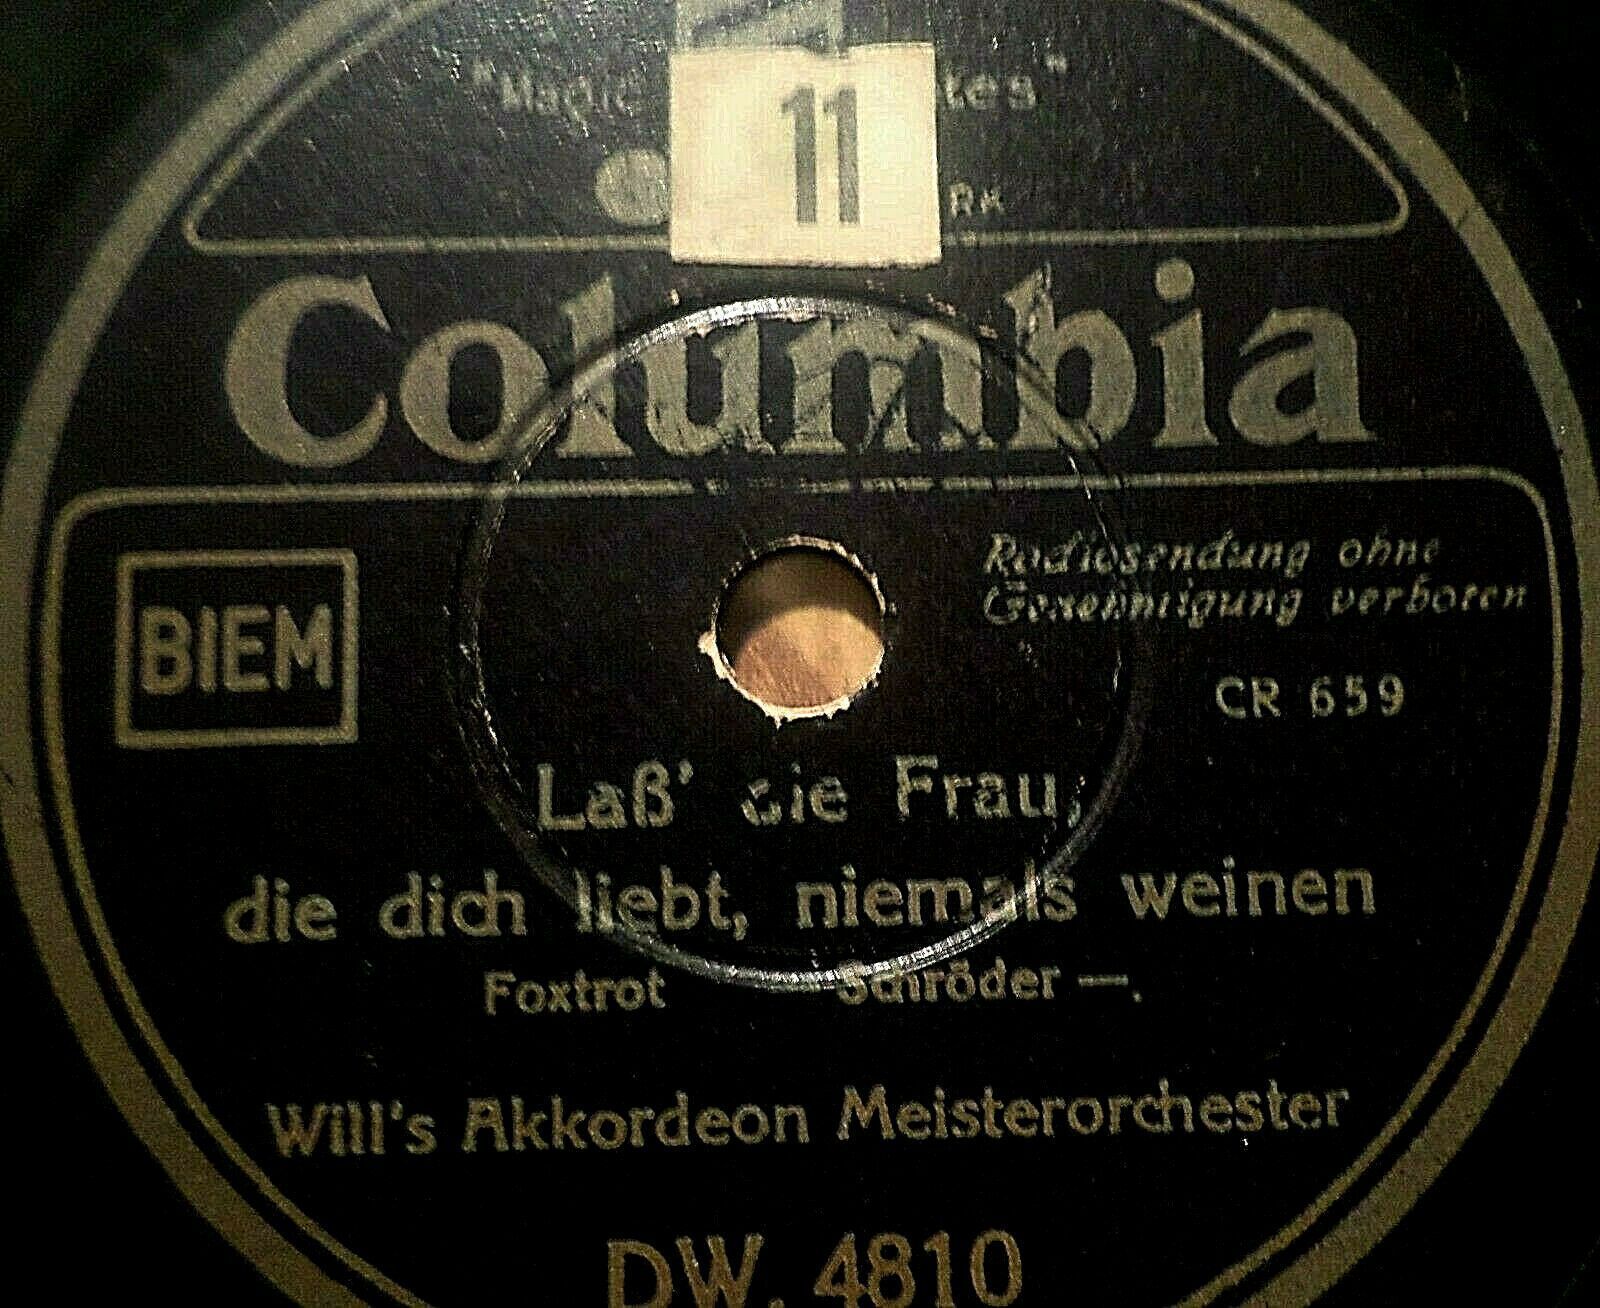 11
Columbia
BIEM
Radiosendung ohne
Genehmigung verboten
CR 659
Laß' die Frau,
die dich liebt, niemals weinen
Foxtrot — Schröder —.
Will's Akkordeon Meisterorchester
DW. 4810